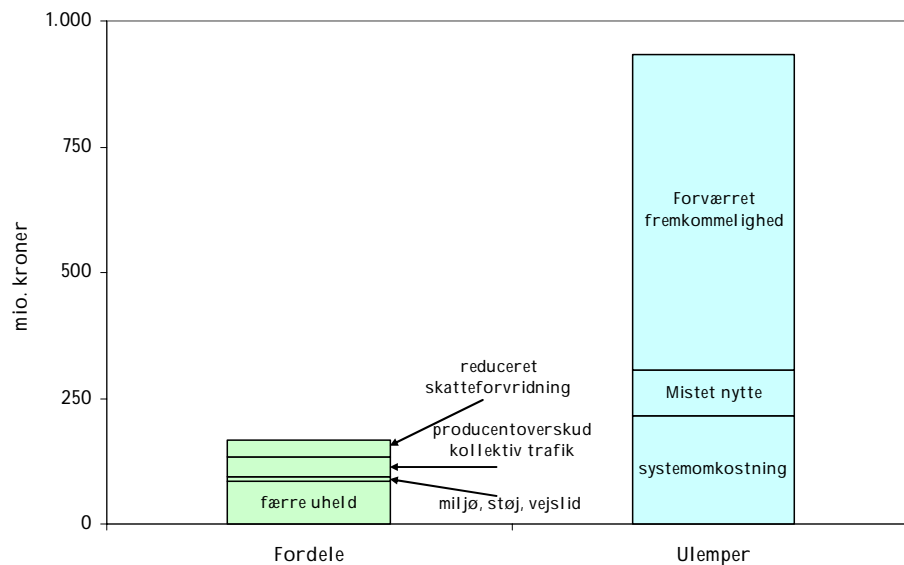 1.000
750
500
250
0
mio. kroner
Forværret
fremkommelighed
Mistet nytte
systemomkostning
reduceret
skatteforvridning
producentoverskud
kollektiv trafik
miljø, støj, vejslid
færre uheld
Fordele
Ulemper